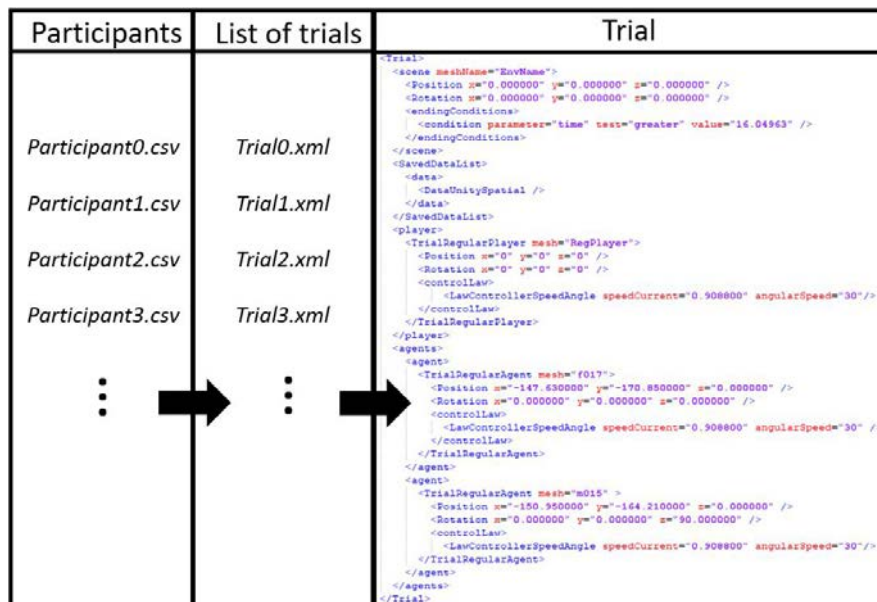 Participants
List of trials
Trial
Participant0.csv
Participant1.csv
Participant2.csv
Participant3.csv
Trial0.xml
Trial1.xml
Trial2.xml
Trial3.xml
<Trial>
<scene meshName="EnvName">
<Position x="0.000000" y="0.000000" z="0.000000" />
<Rotation x="0.000000" y="0.000000" z="0.000000" />
<endingConditions>
<condition parameter="time" test="greater" value="16.04963" />
</endingConditions>
</scene>
<SavedDataList>
<data>
<DataUnitySpatial />
</data>
</SavedDataList>
<player>
<TrialRegularPlayer mesh="RegPlayer">
<Position x="0" y="0" z="0" />
<Rotation x="0" y="0" z="0" />
<controlLaw>
<LawControllerSpeedAngle speedCurrent="0.908800" angularSpeed="30"/>
</controlLaw>
</TrialRegularPlayer>
</player>
<agents>
<agent>
<TrialRegularAgent mesh="f017">
<Position x="-147.630000" y="-170.850000" z="0.000000" />
<Rotation x="0.000000" y="0.000000" z="0.000000" />
<controlLaw>
<LawControllerSpeedAngle speedCurrent="0.908800" angularSpeed="30" />
</controlLaw>
</TrialRegularAgent>
</agent>
<agent>
<TrialRegularAgent mesh="m015" >
<Position x="-150.950000" y="-164.210000" z="0.000000" />
<Rotation x="0.000000" y="0.000000" z="90.000000" />
<controlLaw>
<LawControllerSpeedAngle speedCurrent="0.908800" angularSpeed="30"/>
</controlLaw>
</TrialRegularAgent>
</agent>
</agents>
</Trial>